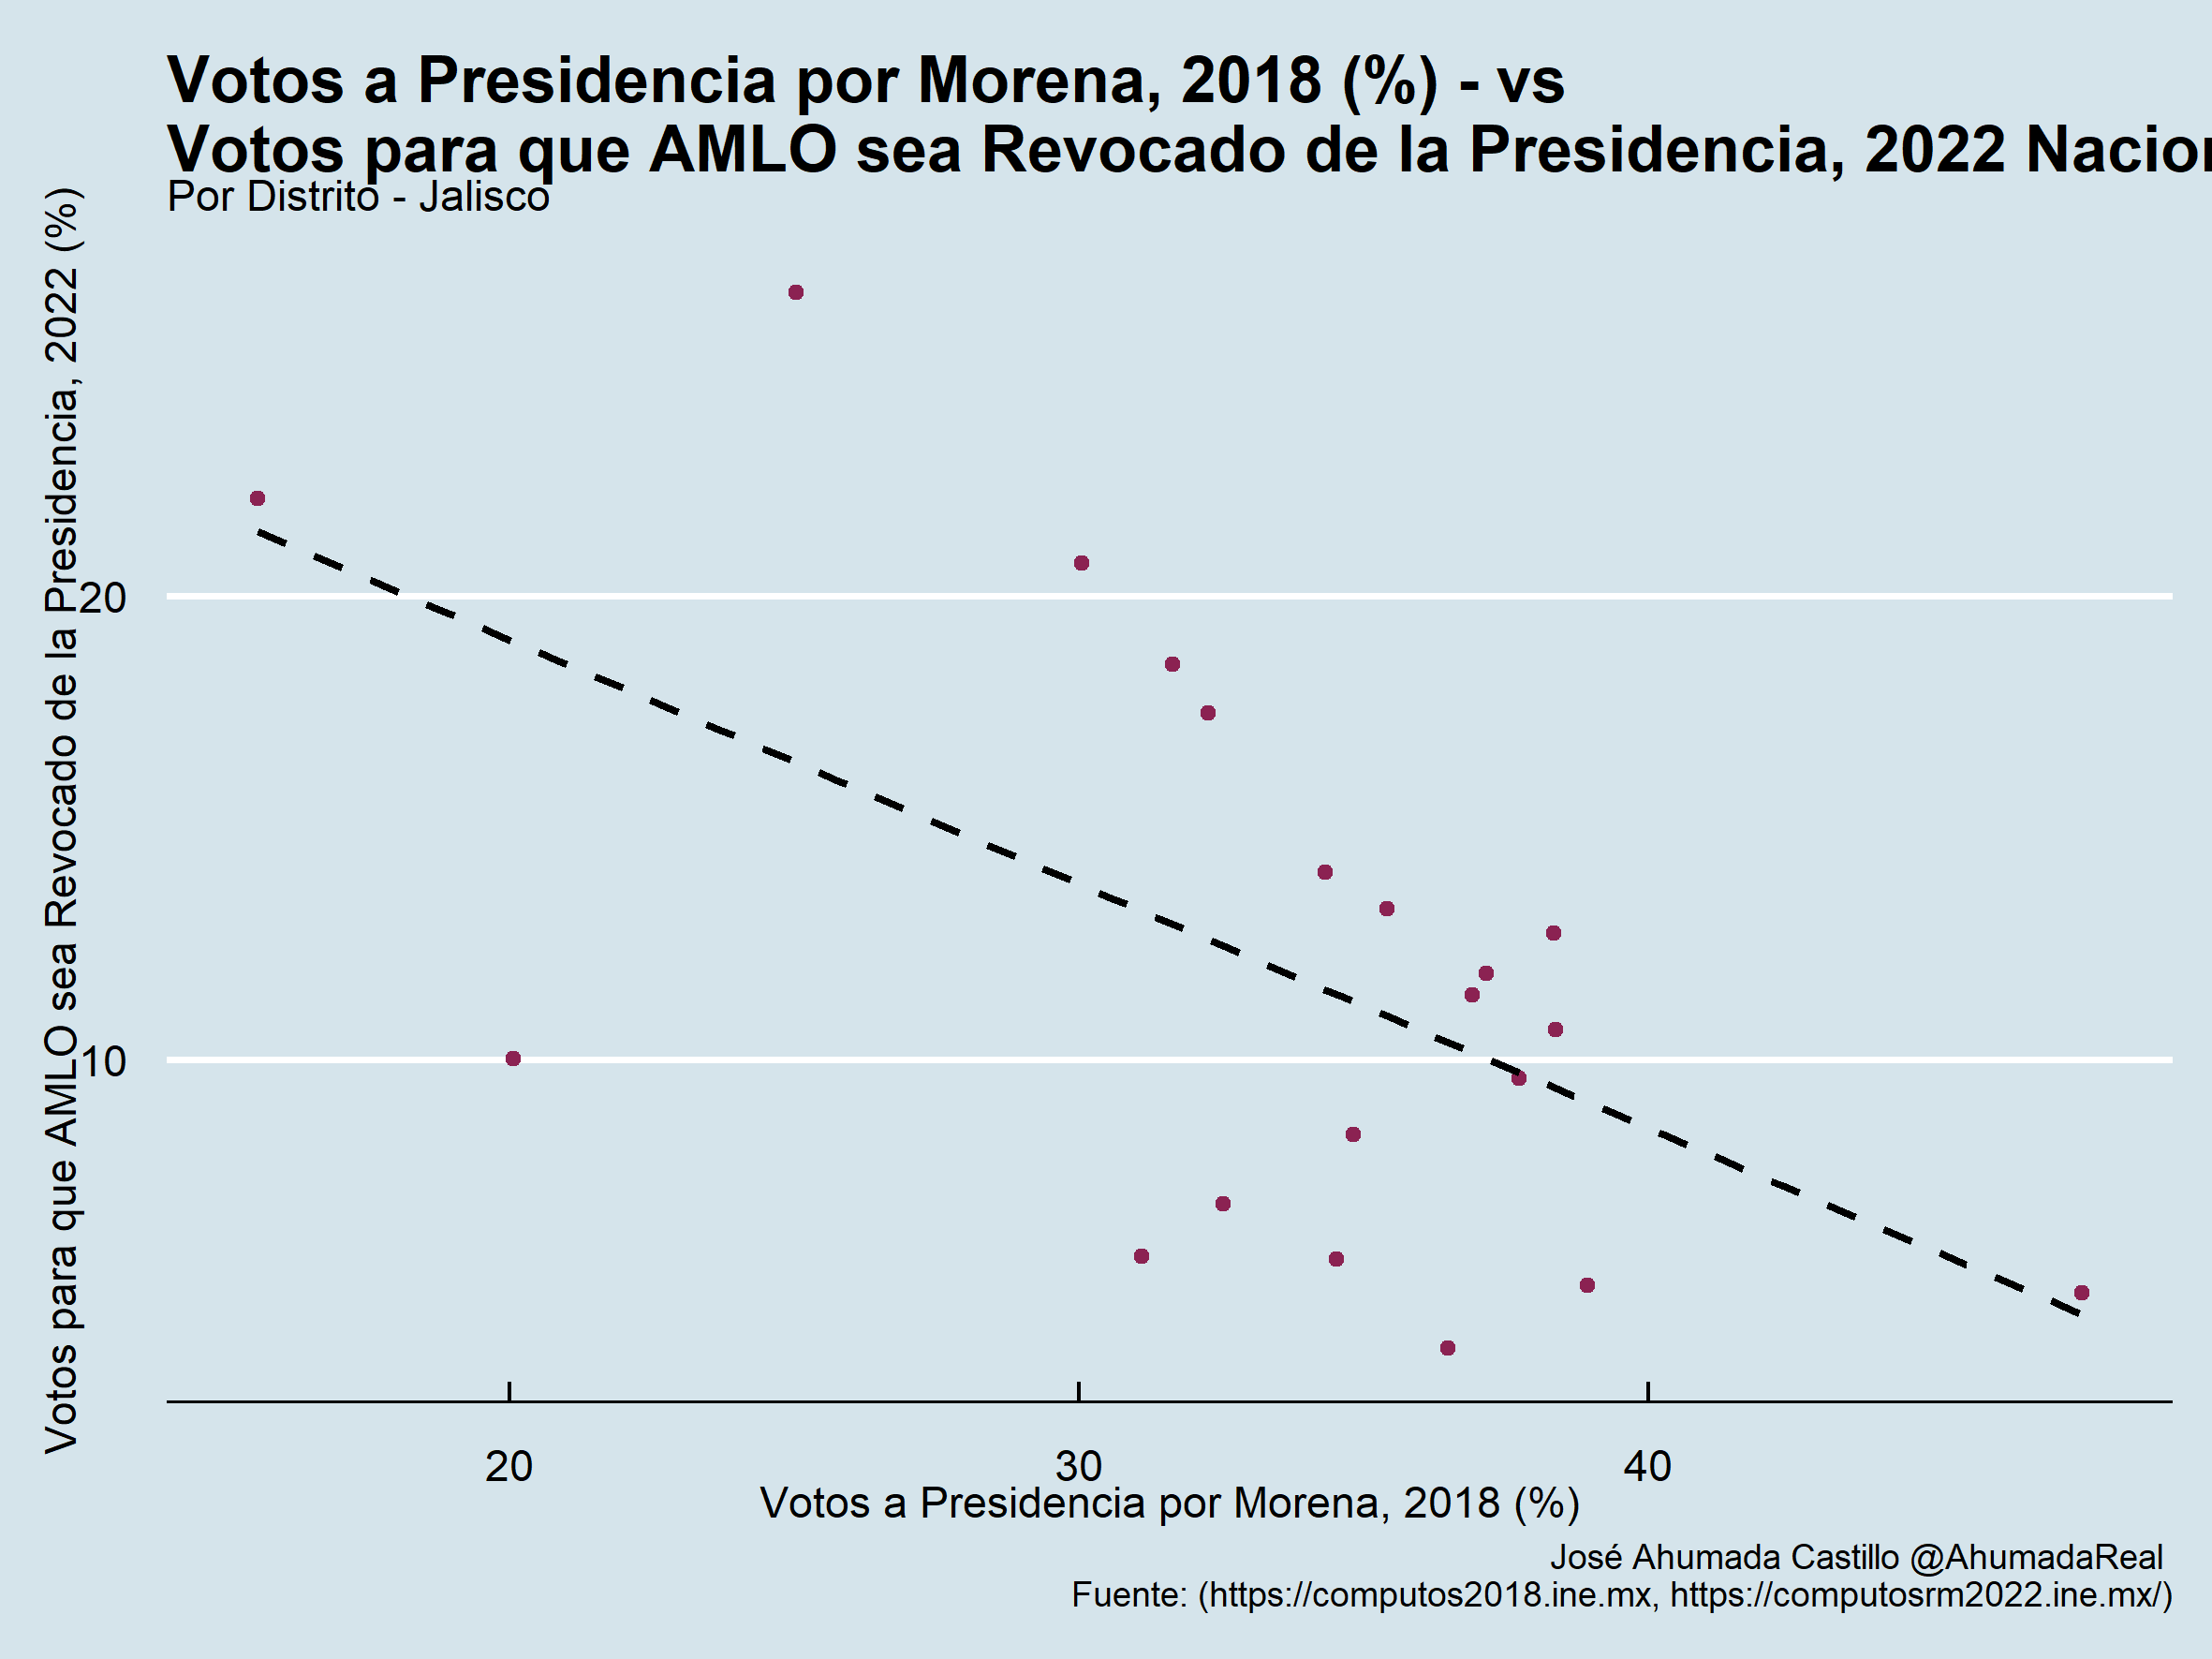 Votos a Presidencia por Morena, 2018 (%) - vs
Votos para que AMLO sea Revocado de la Presidencia, 2022 Nacion
Por Distrito - Jalisco
Votos para que AMLO sea Revocado de la Presidencia, 2022 (%)
20
10
20 30 40
Votos a Presidencia por Morena, 2018 (%)
José Ahumada Castillo @AhumadaReal
Fuente: (https://computos2018.ine.mx, https://computosrm2022.ine.mx/)